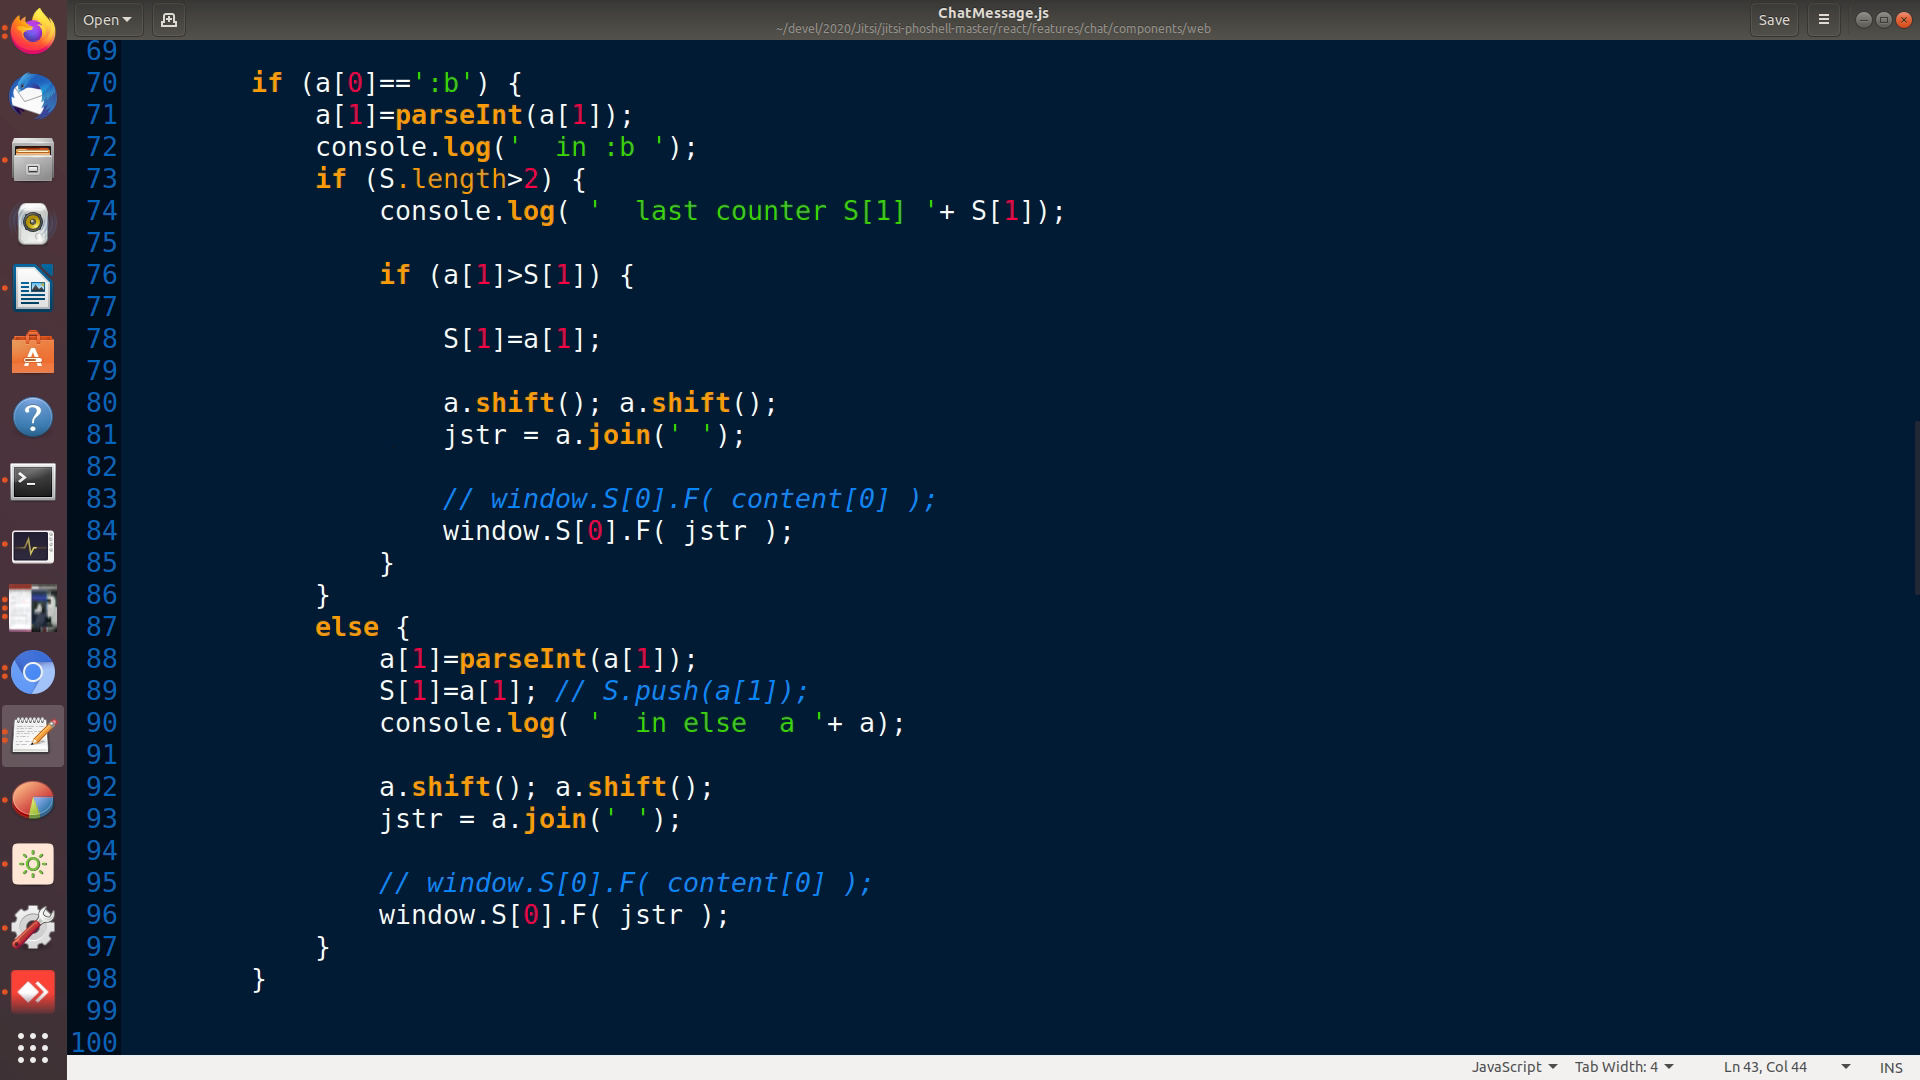 Open
ChatMessage.js
~/devel/2020/Jitsi/jitsi-phoshell-master/react/features/chat/components/web
Save
69
70 if (a[0]==':b') {
71 a[1]=parseInt(a[1]);
72 console.log('  in :b ');
73 if (S.length>2) {
74 console.log( '  last counter S[1] '+ S[1]);
75
76 if (a[1]>S[1]) {
77
78 S[1]=a[1];
79
80 a.shift(); a.shift();
81 jstr = a.join(' ');
82
83 // window.S[0].F( content[0] );
84 window.S[0].F( jstr );
85 }
86 }
87 else {
88 a[1]=parseInt(a[1]);
89 S[1]=a[1]; // S.push(a[1]);
90 console.log( '  in else  a '+ a);
91
92 a.shift(); a.shift();
93 jstr = a.join(' ');
94
95 // window.S[0].F( content[0] );
96 window.S[0].F( jstr );
97 }
98 }
99
100
JavaScript Tab Width: 4 Ln 43, Col 44 INS